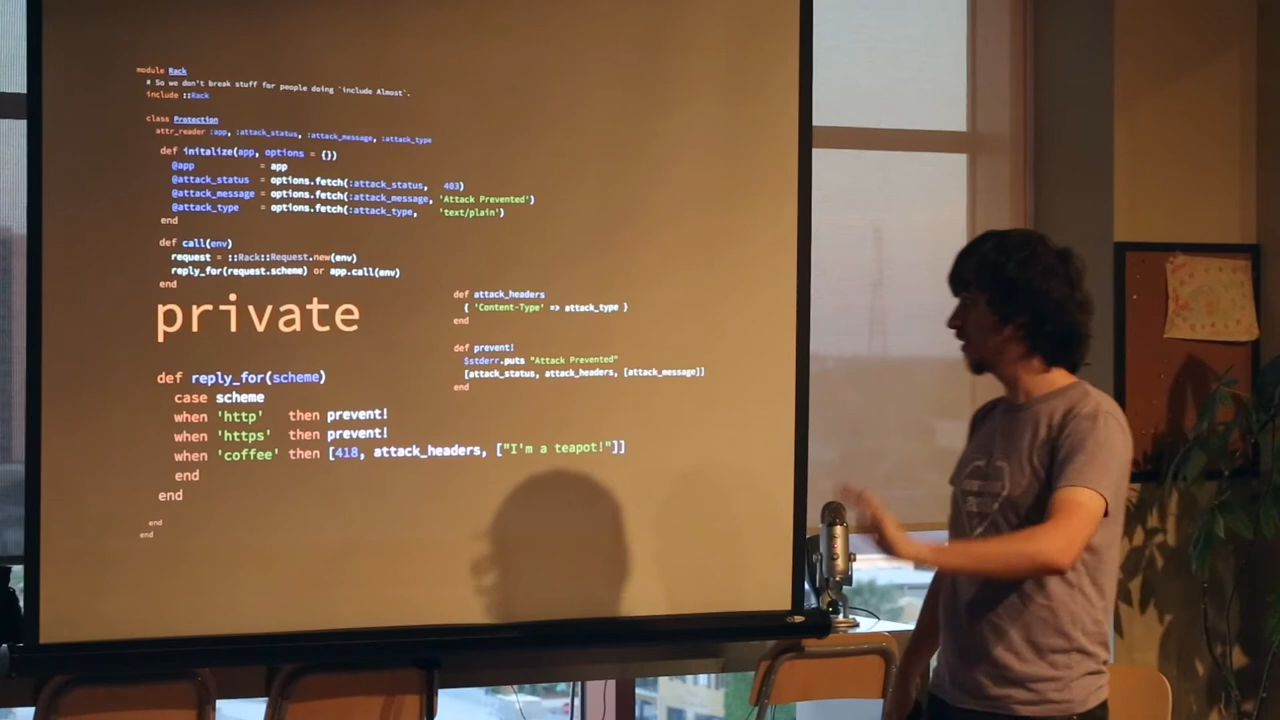 module Rack
# So we don't break stuff for people doing `include Almost`.
include ::Rack
class Protection
attr_reader :app, :attack_status, :attack_message, :attack_type
def initalize(app, options = {})
@app = app
@attack_status = options.fetch(:attack_status, 403)
@attack_message = options.fetch(:attack_message, 'Attack Prevented')
@attack_type = options.fetch(:attack_type, 'text/plain')
end
def call(env)
request = ::Rack::Request.new(env)
reply_for(request.scheme) or app.call(env)
end
private
def reply_for(scheme)
case scheme
when 'http' then prevent!
when 'https' then prevent!
when 'coffee' then [418, attack_headers, ["I'm a teapot!"]]
end
end
end
end
def attack_headers
{ 'Content-Type' => attack_type }
end
def prevent!
$stderr.puts "Attack Prevented"
[attack_status, attack_headers, [attack_message]]
end